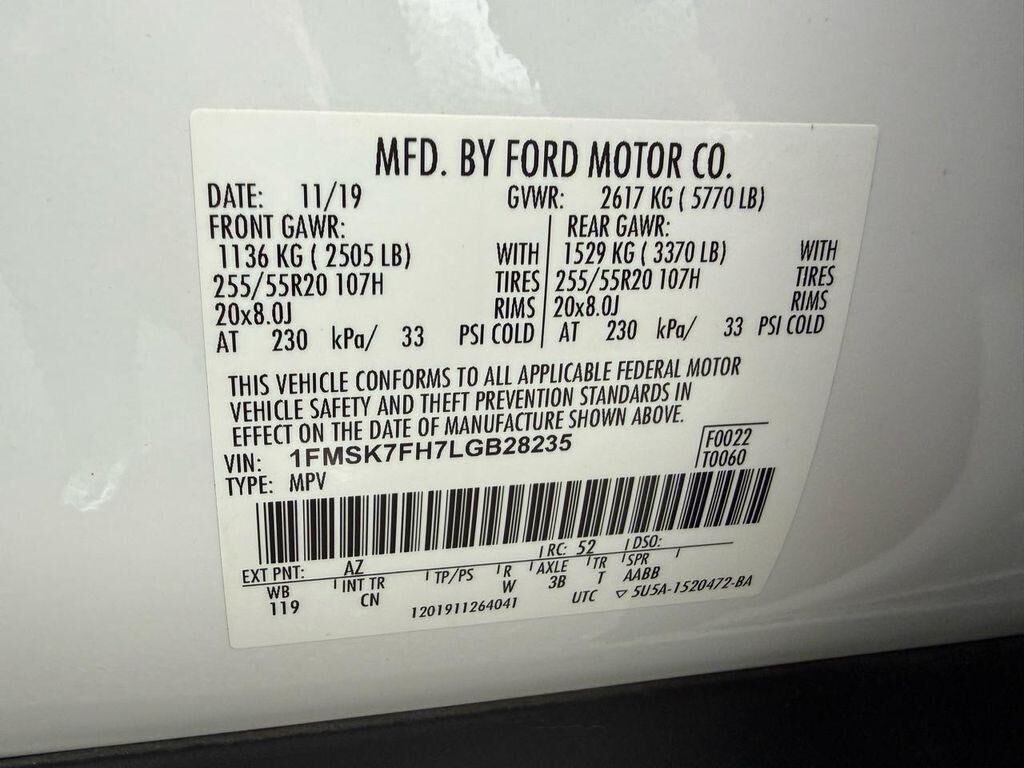 MFD. BY FORD MOTOR CO.
DATE: 11/19 GVWR: 2617 KG ( 5770 LB)
FRONT GAWR: REAR GAWR:
1136 KG ( 2505 LB) WITH 1529 KG ( 3370 LB) WITH
255/55R20 107H TIRES 255/55R20 107H TIRES
20x8.0J RIMS 20x8.0J RIMS
AT 230 kPa/ 33 PSI COLD AT 230 kPa/ 33 PSI COLD
THIS VEHICLE CONFORMS TO ALL APPLICABLE FEDERAL MOTOR
VEHICLE SAFETY AND THEFT PREVENTION STANDARDS IN
EFFECT ON THE DATE OF MANUFACTURE SHOWN ABOVE.
VIN: 1FMSK7FH7LGB28235 F0022
TYPE: MPV T0060
EXT PNT: AZ RC: 52 DSO:
WB INT TR TP/PS R AXLE TR SPR
119 CN W 3B T AABB
1201911264041 UTC ▽ 5U5A-1520472-BA